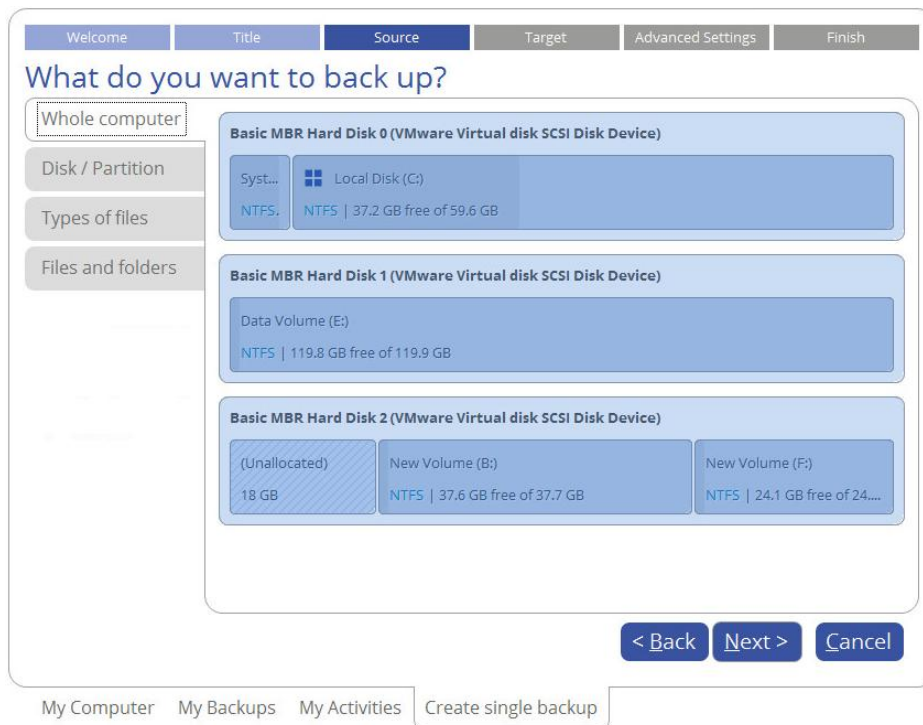 Welcome
Title
Source
Target
Advanced Settings
Finish
What do you want to back up?
Whole computer
Disk / Partition
Types of files
Files and folders
Basic MBR Hard Disk 0 (VMware Virtual disk SCSI Disk Device)
Syst...
NTFS.
Local Disk (C:)
NTFS | 37.2 GB free of 59.6 GB
Basic MBR Hard Disk 1 (VMware Virtual disk SCSI Disk Device)
Data Volume (E:)
NTFS | 119.8 GB free of 119.9 GB
Basic MBR Hard Disk 2 (VMware Virtual disk SCSI Disk Device)
(Unallocated)
18 GB
New Volume (B:)
NTFS | 37.6 GB free of 37.7 GB
New Volume (F:)
NTFS | 24.1 GB free of 24....
< Back
Next >
Cancel
My Computer
My Backups
My Activities
Create single backup